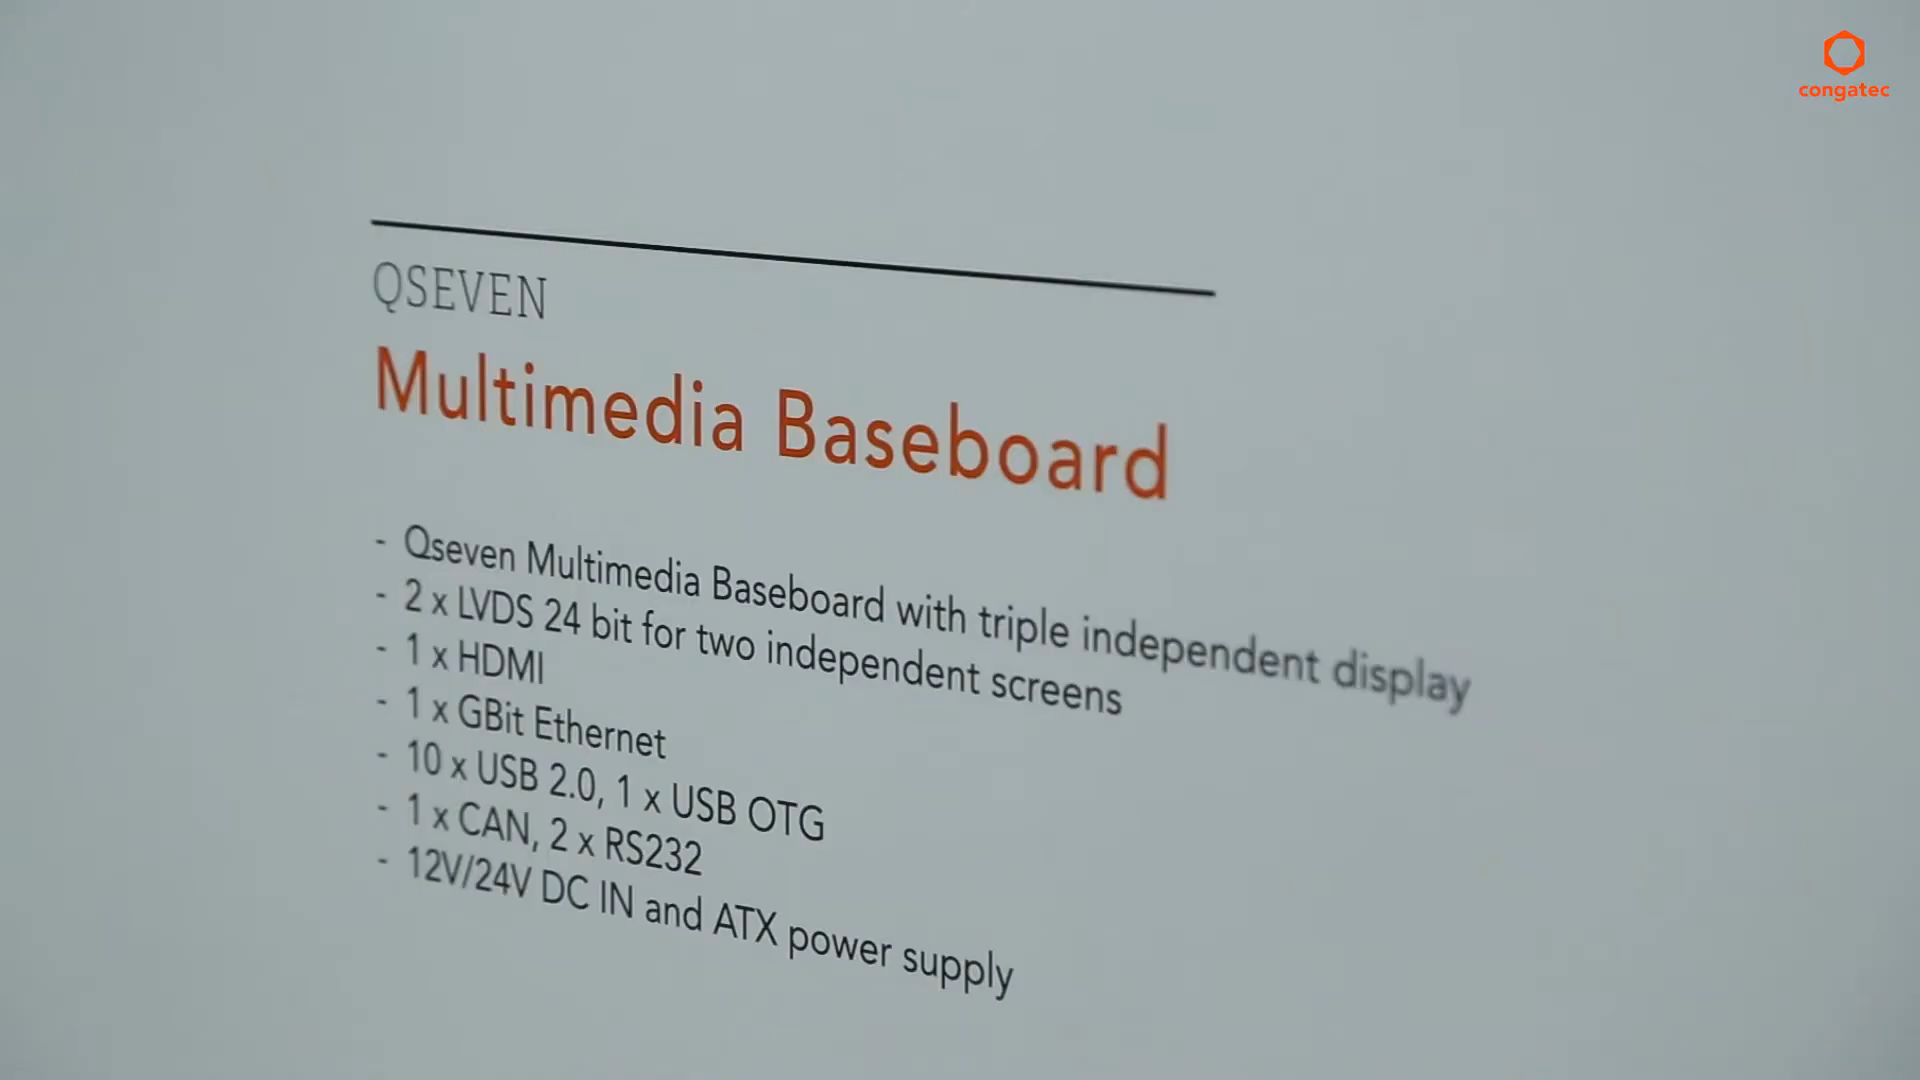 congatec
QSEVEN
Multimedia Baseboard
- Qseven Multimedia Baseboard with triple independent display
- 2 x LVDS 24 bit for two independent screens
- 1 x HDMI
- 1 x GBit Ethernet
- 10 x USB 2.0, 1 x USB OTG
- 1 x CAN, 2 x RS232
- 12V/24V DC IN and ATX power supply